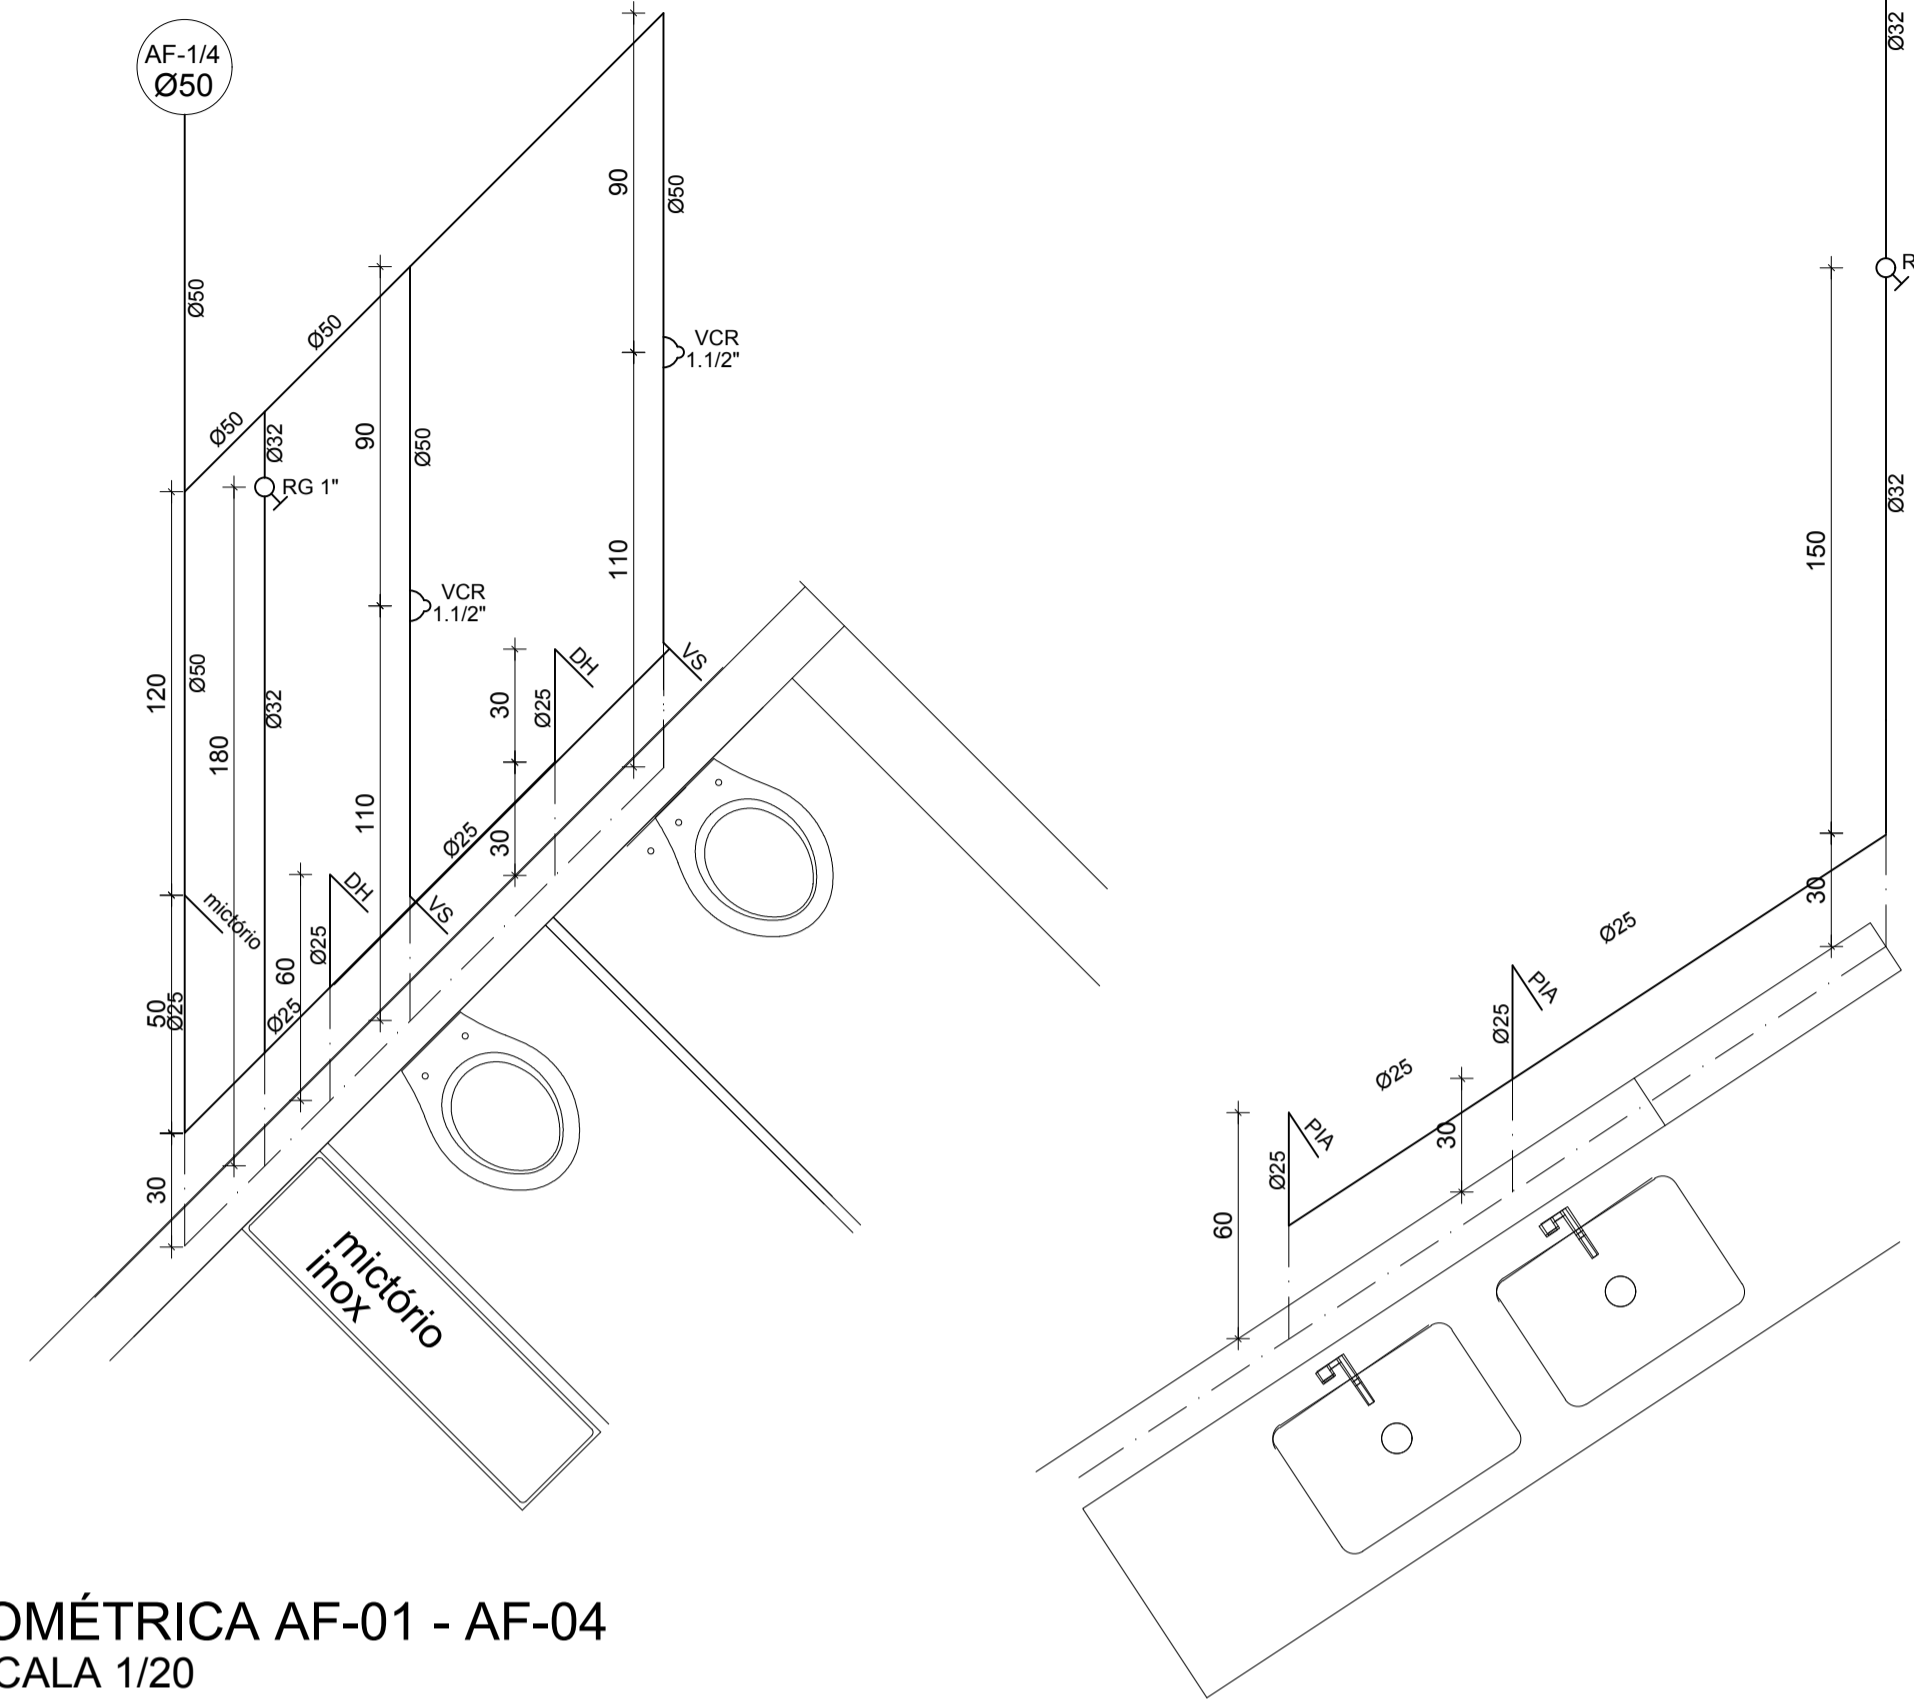 AF-1/4
Ø50
Ø50
Ø50
Ø50
Ø32
RG 1"
120
Ø50
180
Ø32
mictório
50
Ø25
30
Ø25
60
Ø25
DH
90
Ø50
VCR
1.1/2"
110
VS
Ø25
30
30
Ø25
DH
90
Ø50
VCR
1.1/2"
110
VS
mictório
inox
Ø32
R
150
Ø32
30
Ø25
PIA
Ø25
30
Ø25
PIA
Ø25
60
OMÉTRICA AF-01 - AF-04
CALA 1/20